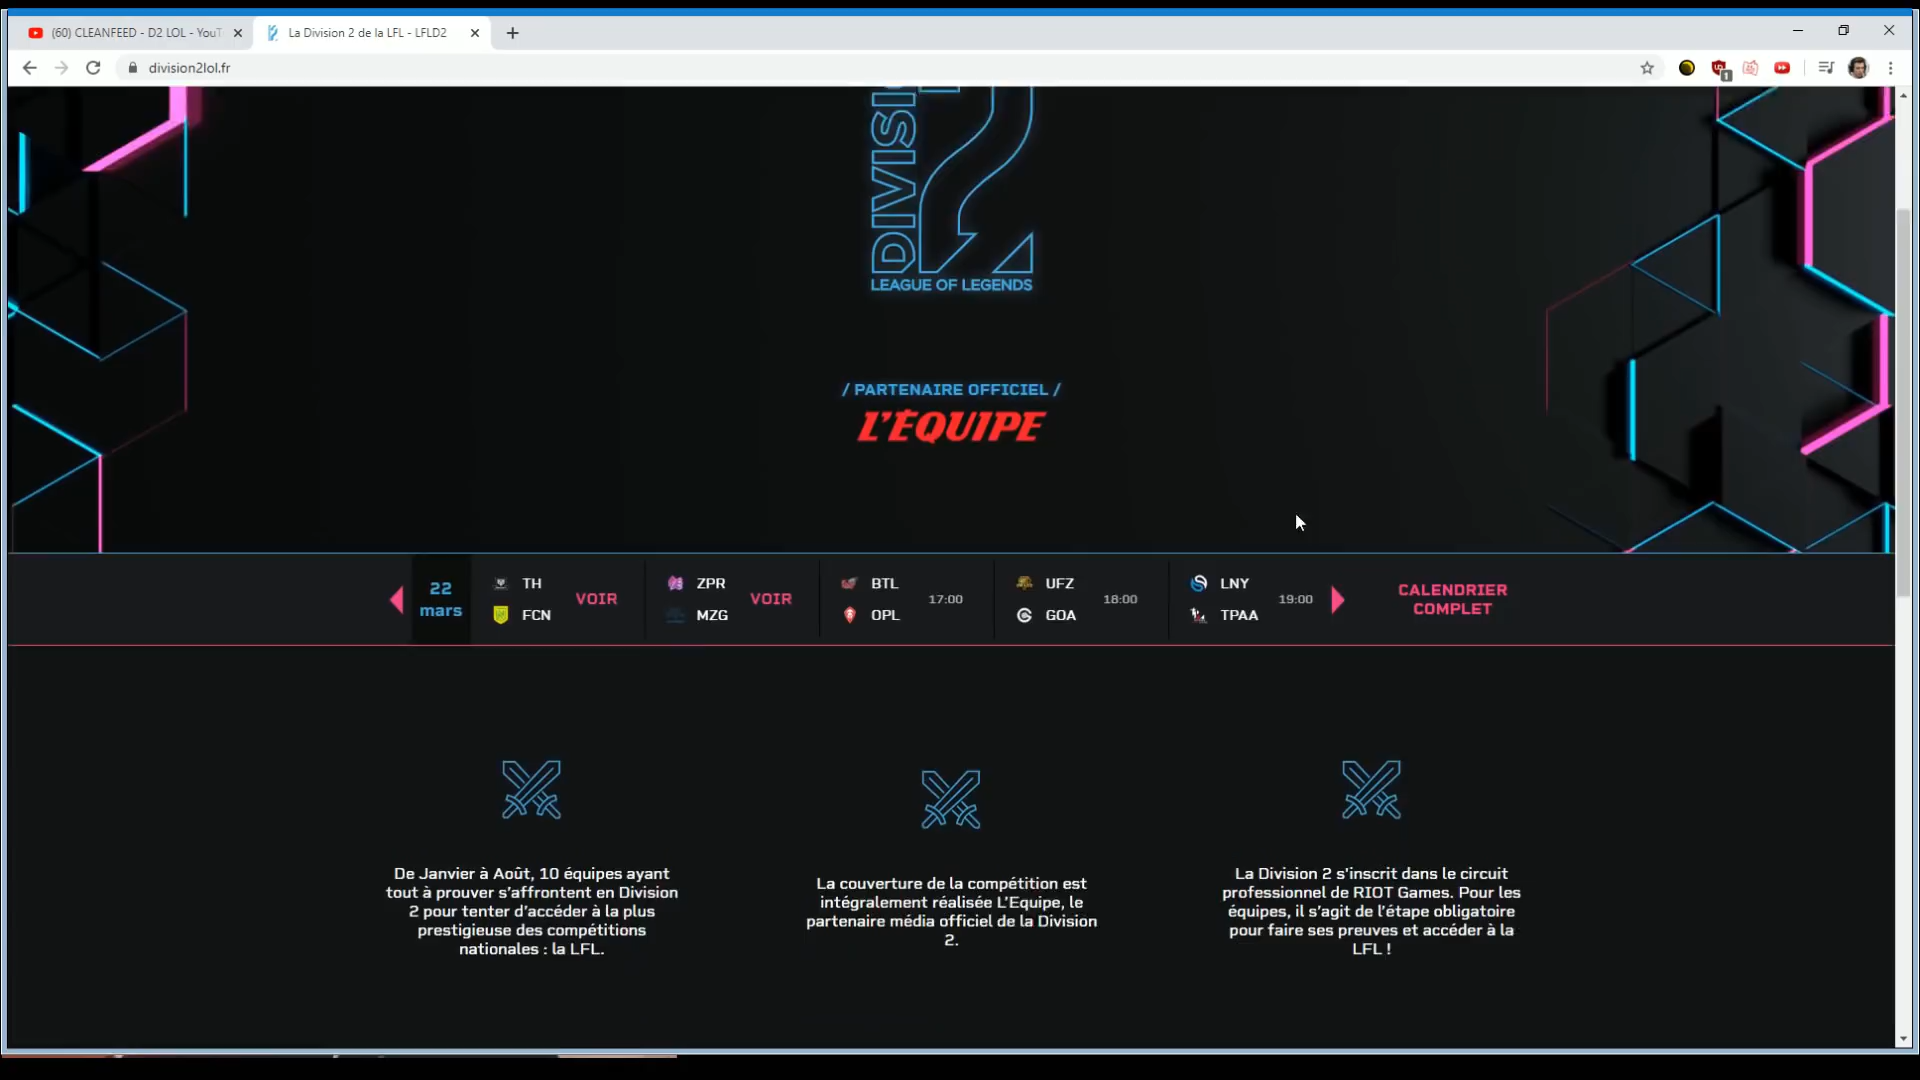 (60) CLEANFEED - D2 LOL - YouT
La Division 2 de la LFL - LFLD2
division2lol.fr
1
DIVISI
LEAGUE OF LEGENDS
/ PARTENAIRE OFFICIEL /
L'ÉQUIPE
22
mars
TH
FCN
VOIR
ZPR
MZG
VOIR
BTL
OPL
17:00
UFZ
GOA
18:00
LNY
TPAA
19:00
CALENDRIER
COMPLET
De Janvier à Août, 10 équipes ayant
tout à prouver s'affrontent en Division
2 pour tenter d'accéder à la plus
prestigieuse des compétitions
nationales : la LFL.
La couverture de la compétition est
intégralement réalisée L'Equipe, le
partenaire média officiel de la Division
2.
La Division 2 s'inscrit dans le circuit
professionnel de RIOT Games. Pour les
équipes, il s'agit de l'étape obligatoire
pour faire ses preuves et accéder à la
LFL !